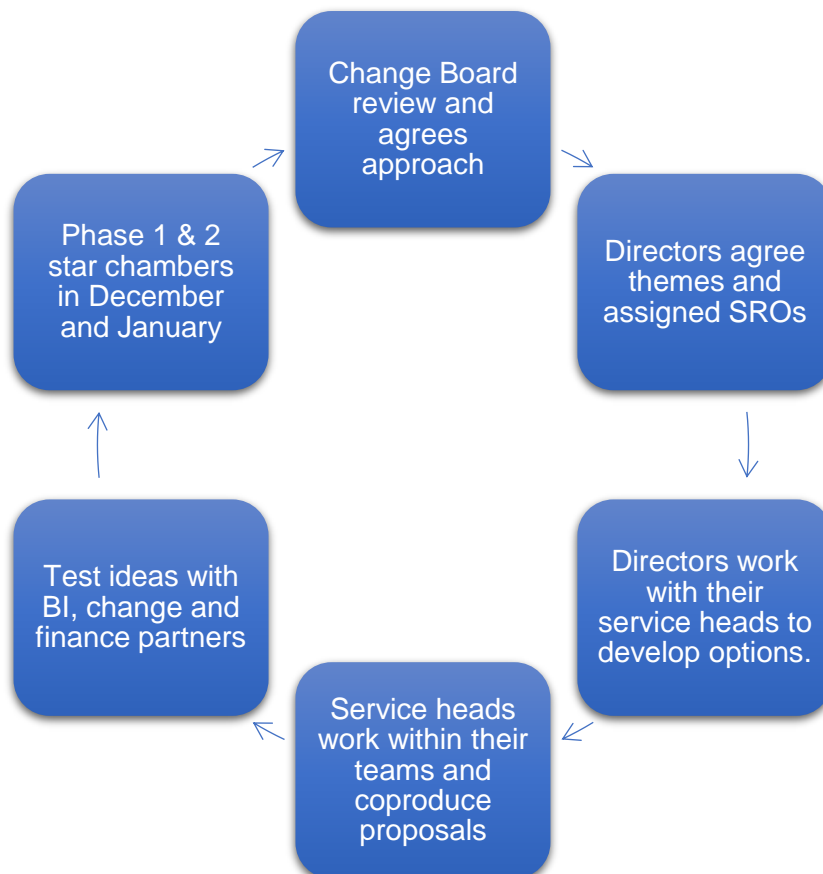 Change Board
review and
agrees
approach
Directors agree
themes and
assigned SROs
Directors work
with their
service heads to
develop options.
Service heads
work within their
teams and
coproduce
proposals
Test ideas with
BI, change and
finance partners
Phase 1 & 2
star chambers
in December
and January